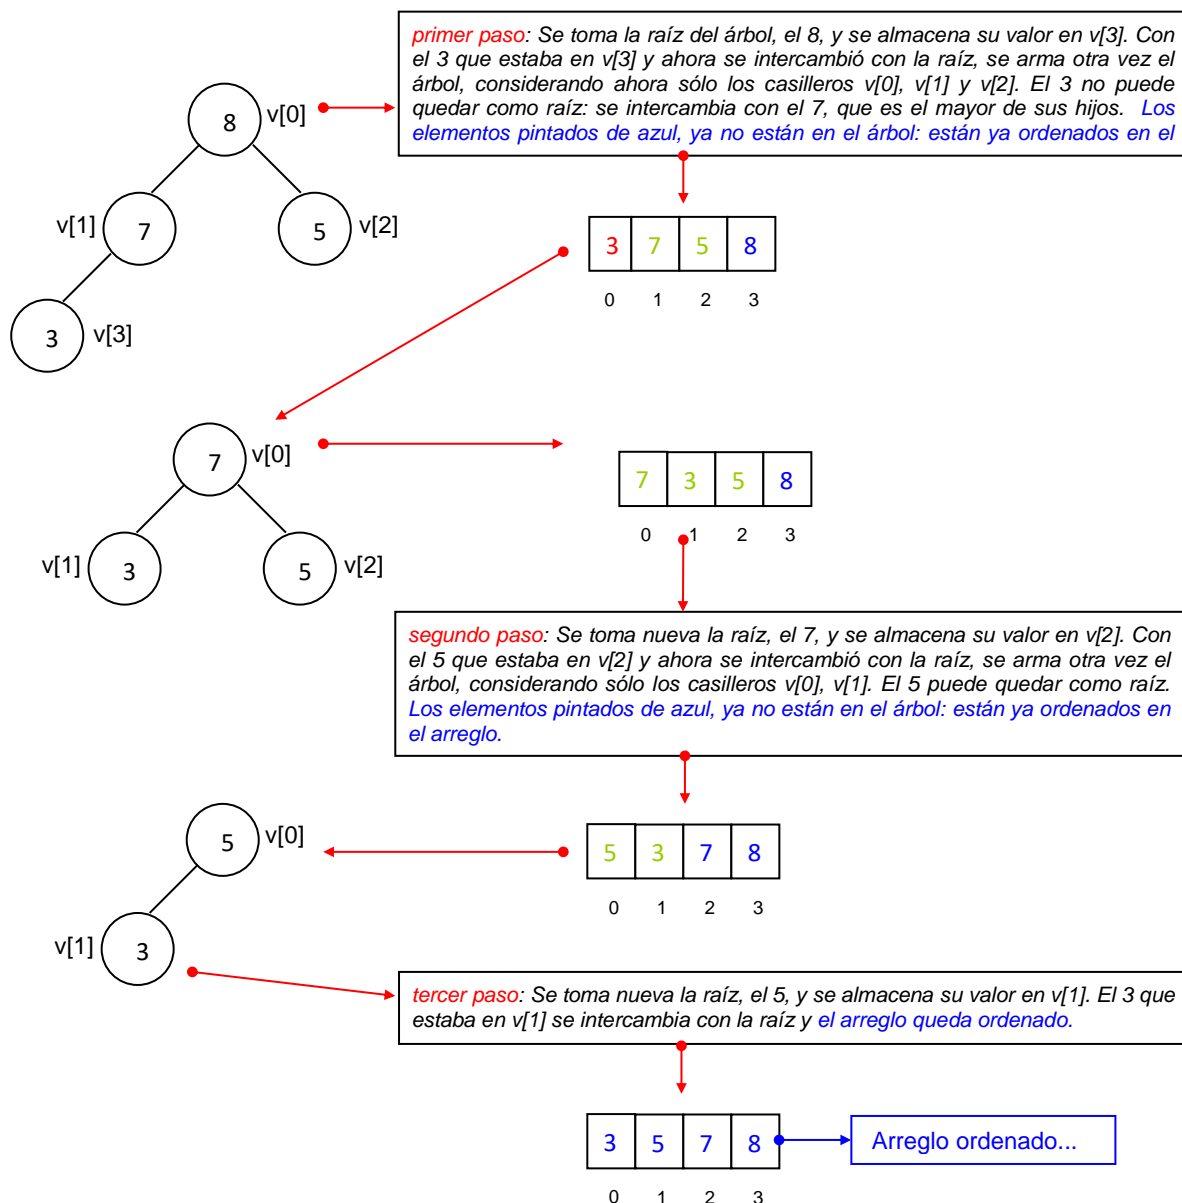 primer paso: Se toma la raíz del árbol, el 8, y se almacena su valor en v[3]. Con
el 3 que estaba en v[3] y ahora se intercambió con la raíz, se arma otra vez el
árbol, considerando ahora sólo los casilleros v[0], v[1] y v[2]. El 3 no puede
quedar como raíz: se intercambia con el 7, que es el mayor de sus hijos. Los
elementos pintados de azul, ya no están en el árbol: están ya ordenados en el
8 v[0]
v[1] 7 5 v[2]
3 v[3]
3 7 5 8
0 1 2 3
7 v[0]
v[1] 3 5 v[2]
7 3 5 8
0 1 2 3
segundo paso: Se toma nueva la raíz, el 7, y se almacena su valor en v[2]. Con
el 5 que estaba en v[2] y ahora se intercambió con la raíz, se arma otra vez el
árbol, considerando sólo los casilleros v[0], v[1]. El 5 puede quedar como raíz.
Los elementos pintados de azul, ya no están en el árbol: están ya ordenados en
el arreglo.
5 v[0]
v[1] 3
5 3 7 8
0 1 2 3
tercer paso: Se toma nueva la raíz, el 5, y se almacena su valor en v[1]. El 3 que
estaba en v[1] se intercambia con la raíz y el arreglo queda ordenado.
3 5 7 8
0 1 2 3
Arreglo ordenado...